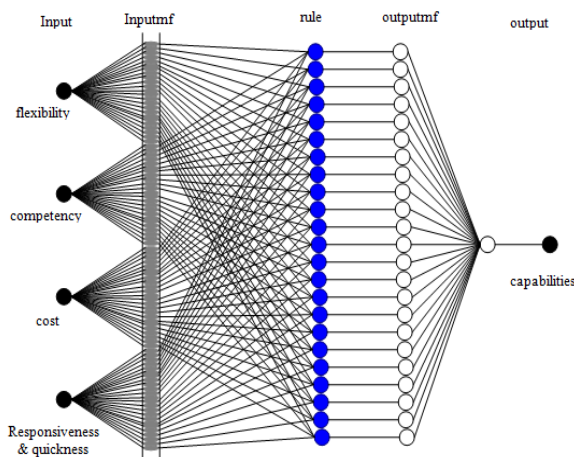 Input
Inputmf
rule
outputmf
output
flexibility
competency
cost
Responsiveness
& quickness
capabilities